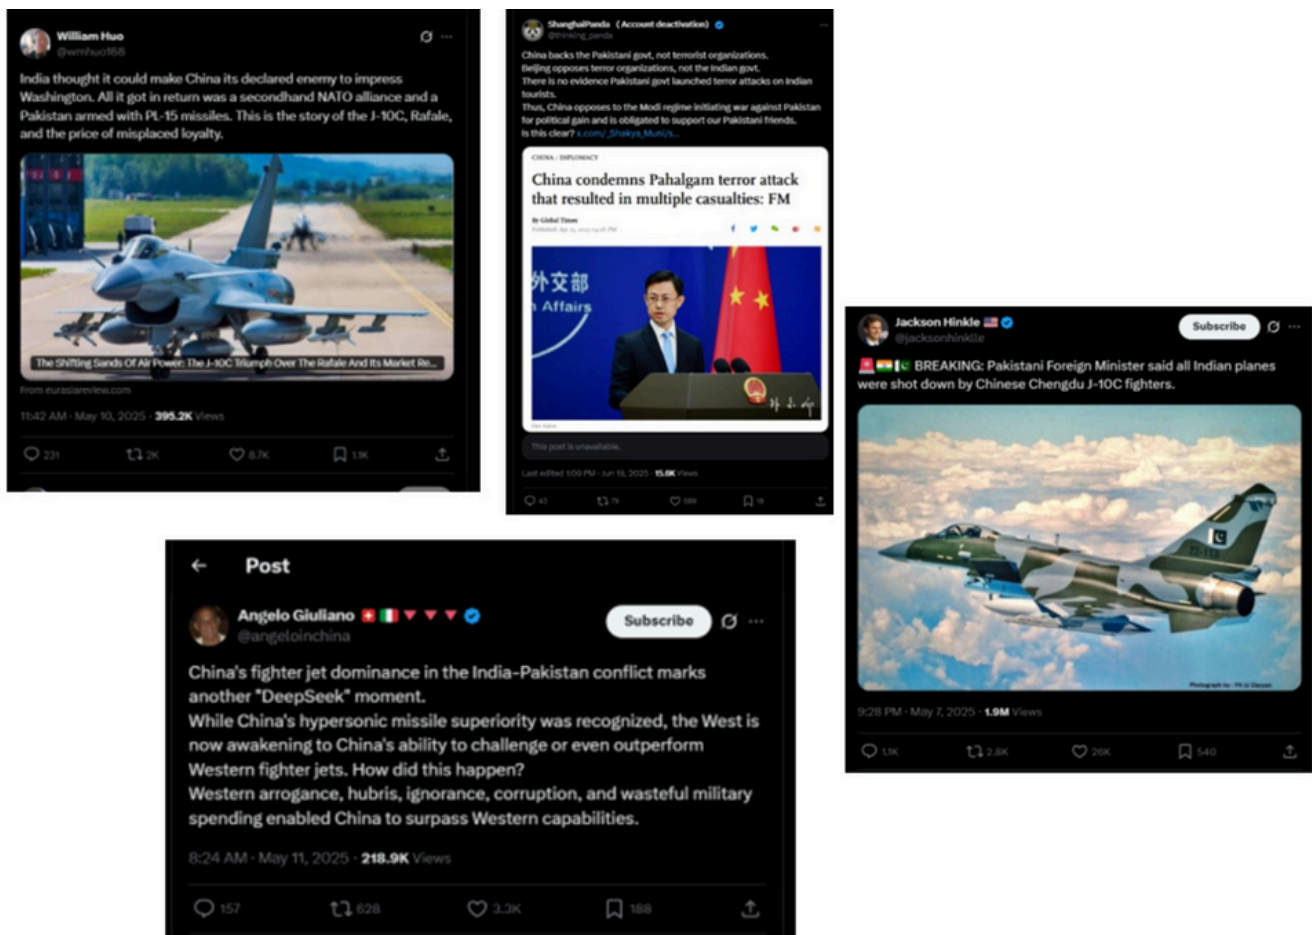 William Huo
@wmhuo168
India thought it could make China its declared enemy to impress
Washington. All it got in return was a secondhand NATO alliance and a
Pakistan armed with PL-15 missiles. This is the story of the J-10C, Rafale,
and the price of misplaced loyalty.
The Shifting Sands Of Air Power: The J-10C Triumph Over The Rafale And Its Market Re...
From eurasiareview.com
11:42 AM · May 10, 2025 · 395.2K Views
231 2K 8.7K 1.1K
ShanghaiPanda (Account deactivation)
@thinking_panda
China backs the Pakistani govt, not terrorist organizations.
Beijing opposes terror organizations, not the Indian govt.
There is no evidence Pakistani govt launched terror attacks on Indian
tourists.
Thus, China opposes to the Modi regime initiating war against Pakistan
for political gain and is obligated to support our Pakistani friends.
Is this clear? x.com/_Shakya_Muni/s...
CHINA / DIPLOMACY
China condemns Pahalgam terror attack
that resulted in multiple casualties: FM
By Global Times
外交部
Affairs
This post is unavailable.
Last edited 1:09 PM · Jun 19, 2025 · 15.8K Views
43 79 589 18
Jackson Hinkle
@jacksonhinklle
Subscribe
BREAKING: Pakistani Foreign Minister said all Indian planes
were shot down by Chinese Chengdu J-10C fighters.
9:28 PM · May 7, 2025 · 1.9M Views
1.1K 2.8K 26K 540
Post
Angelo Giuliano
@angeloinchina
Subscribe
China's fighter jet dominance in the India-Pakistan conflict marks
another "DeepSeek" moment.
While China's hypersonic missile superiority was recognized, the West is
now awakening to China's ability to challenge or even outperform
Western fighter jets. How did this happen?
Western arrogance, hubris, ignorance, corruption, and wasteful military
spending enabled China to surpass Western capabilities.
8:24 AM · May 11, 2025 · 218.9K Views
157 628 3.3K 188